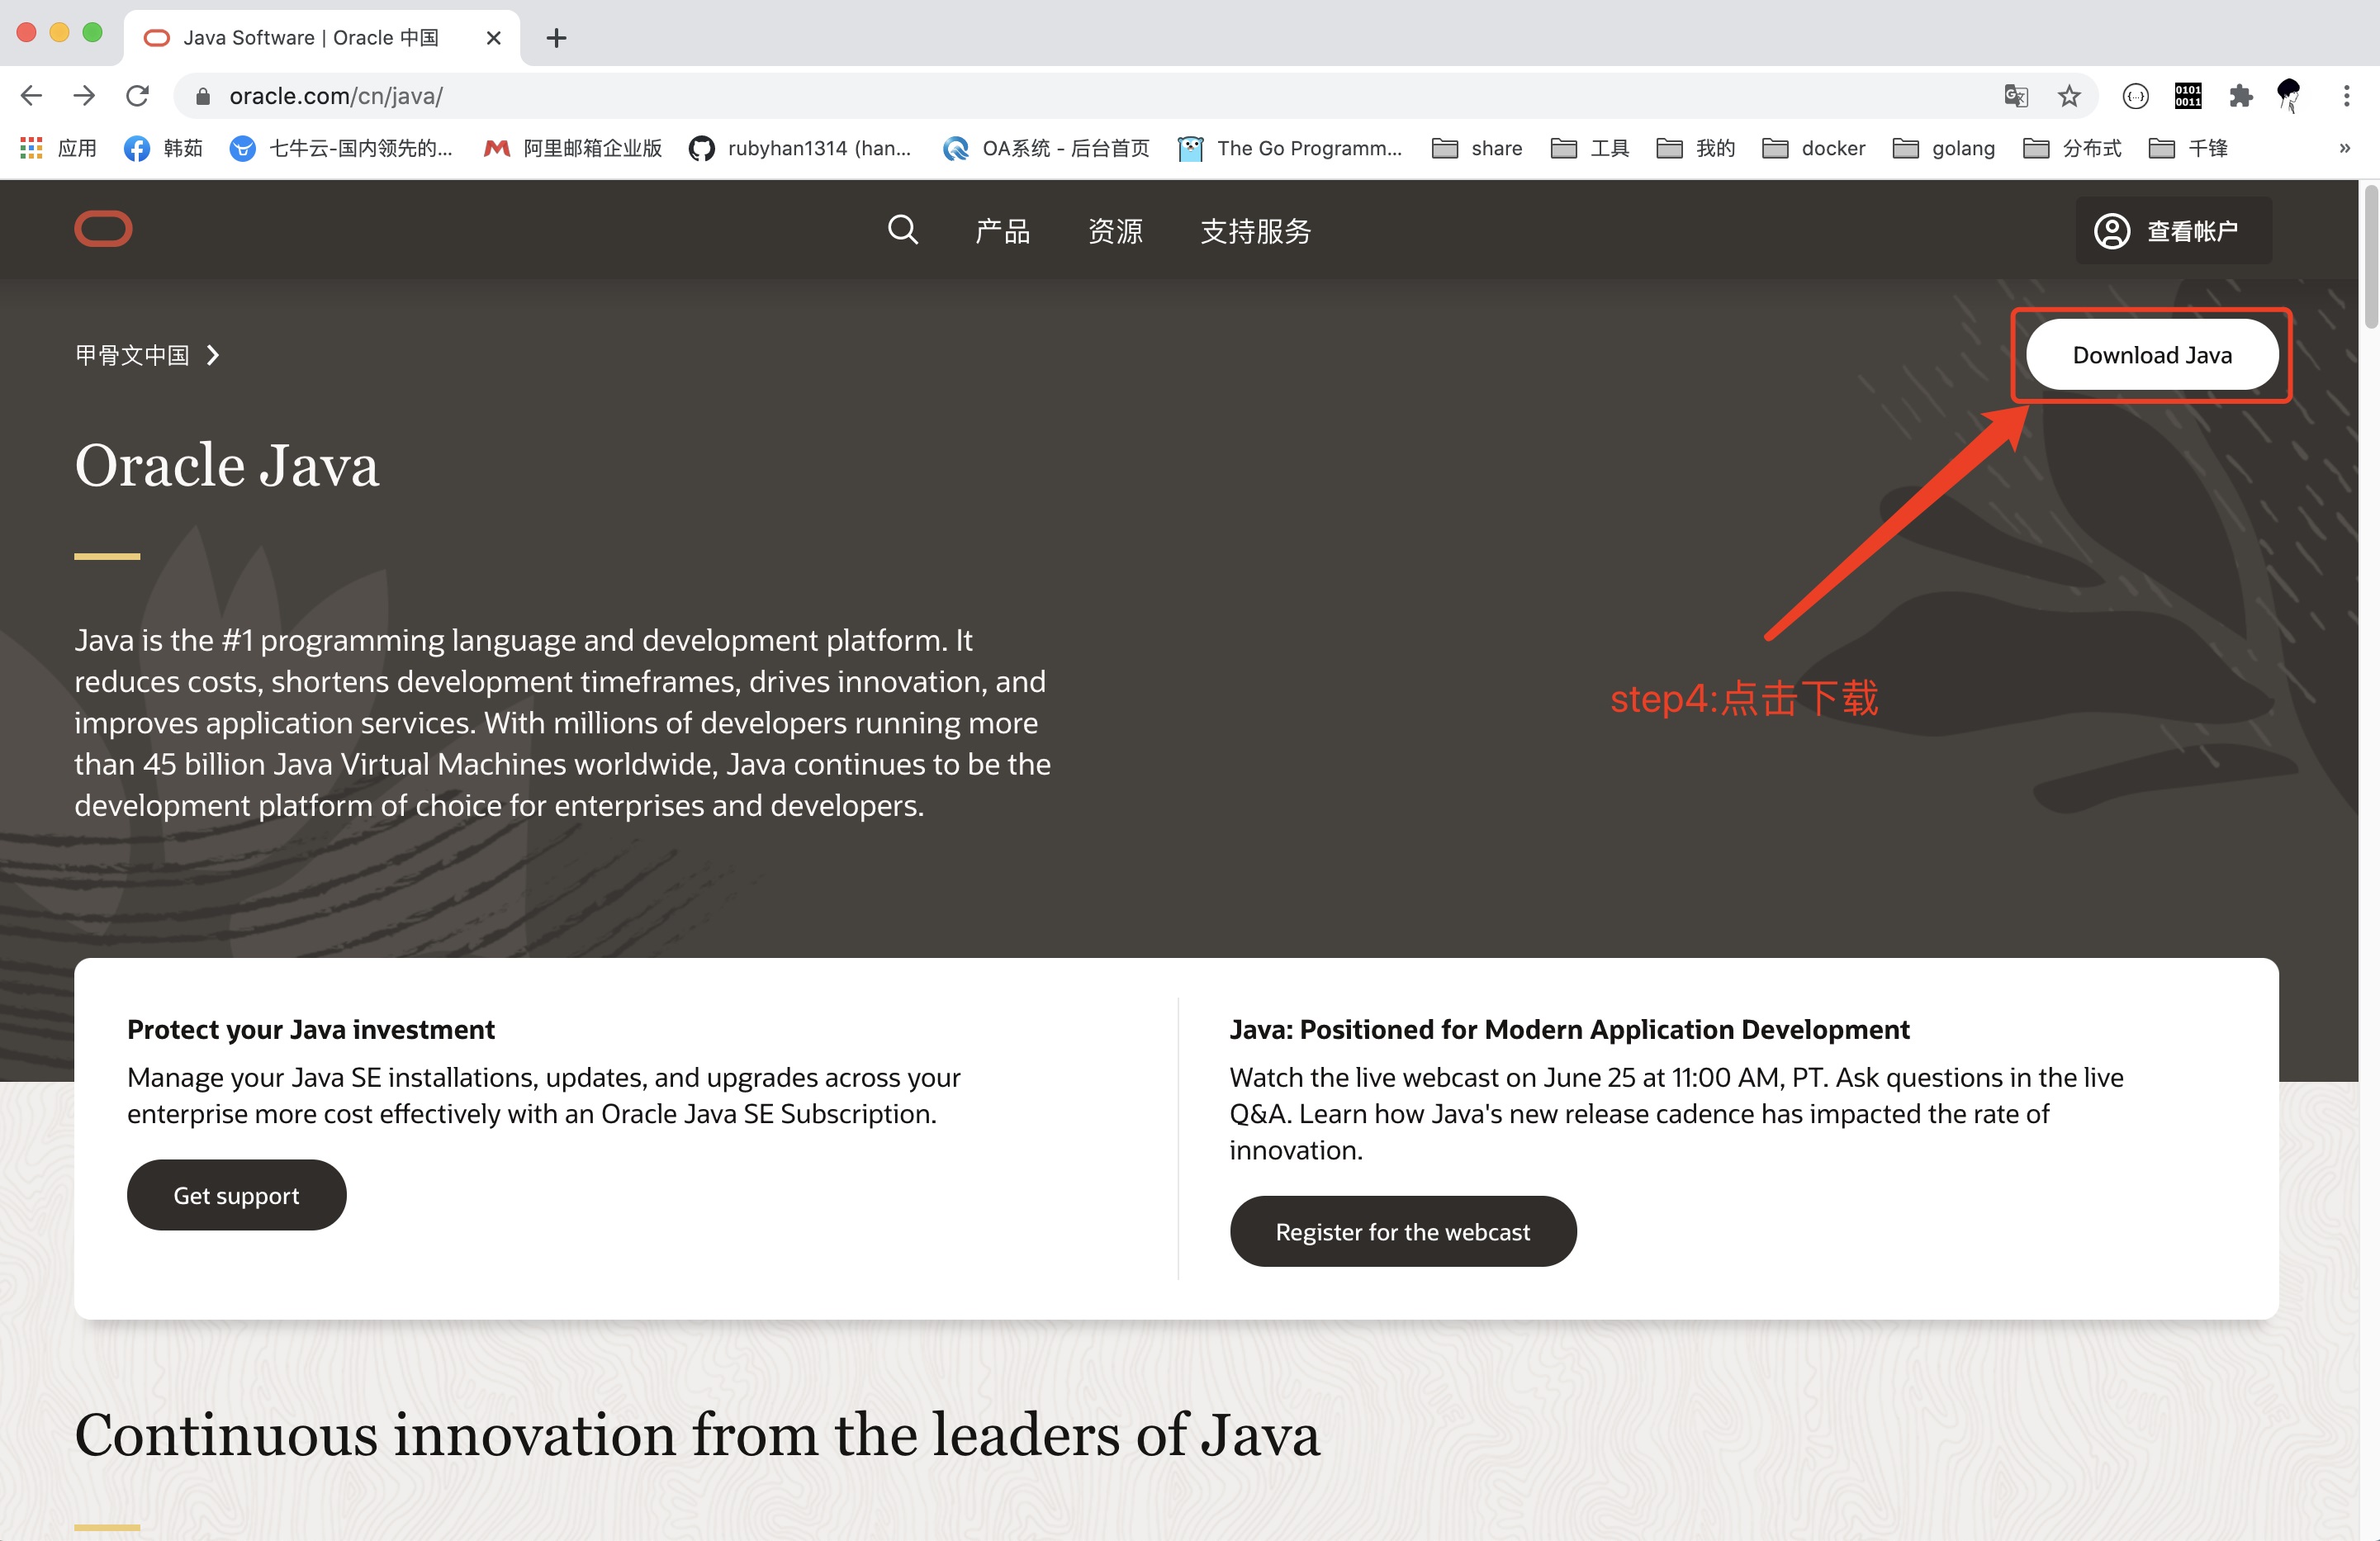 Java Software | Oracle 中国
oracle.com/cn/java/
应用 韩茹 七牛云-国内领先的... 阿里邮箱企业版 rubyhan1314 (han... OA系统 - 后台首页 The Go Programm... share 工具 我的 docker golang 分布式 千锋 »
产品 资源 支持服务 查看帐户
甲骨文中国
Download Java
Oracle Java
Java is the #1 programming language and development platform. It
reduces costs, shortens development timeframes, drives innovation, and
improves application services. With millions of developers running more
than 45 billion Java Virtual Machines worldwide, Java continues to be the
development platform of choice for enterprises and developers.
step4:点击下载
Protect your Java investment
Manage your Java SE installations, updates, and upgrades across your
enterprise more cost effectively with an Oracle Java SE Subscription.
Get support
Java: Positioned for Modern Application Development
Watch the live webcast on June 25 at 11:00 AM, PT. Ask questions in the live
Q&A. Learn how Java's new release cadence has impacted the rate of
innovation.
Register for the webcast
Continuous innovation from the leaders of Java